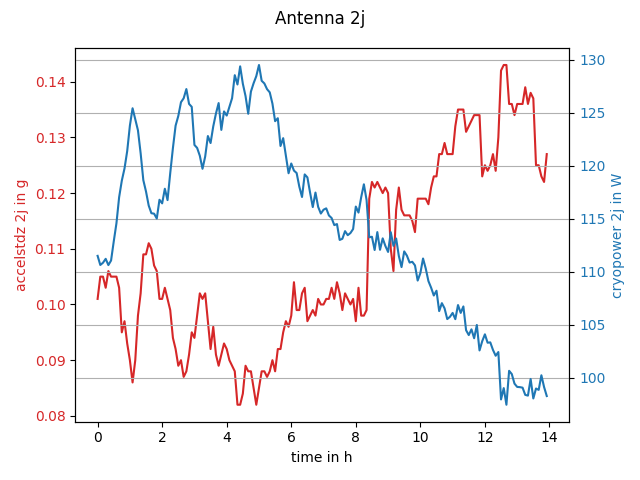 Antenna 2j
0.14
0.13
0.12
0.11
0.10
0.09
0.08
accelstdz 2j in g
130
125
120
115
110
105
100
cryopower 2j in W
0 2 4 6 8 10 12 14
time in h